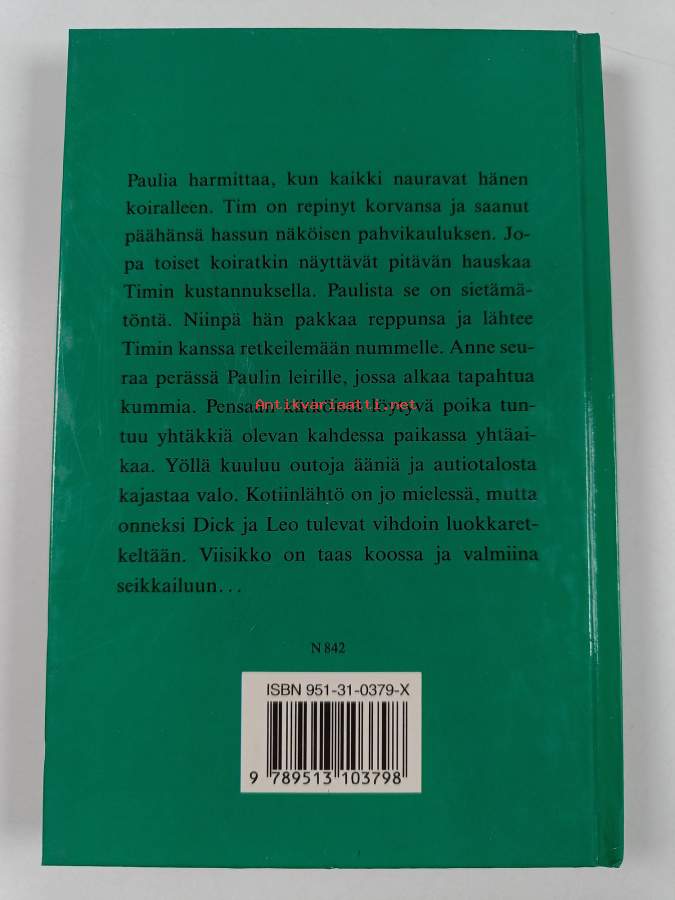 Paulia harmittaa, kun kaikki nauravat hänen
koiralleen. Tim on repinyt korvansa ja saanut
päähänsä hassun näköisen pahvikauluksen. Jo-
pa toiset koiratkin näyttävät pitävän hauskaa
Timin kustannuksella. Paulista se on sietämä-
töntä. Niinpä hän pakkaa reppunsa ja lähtee
Timin kanssa retkeilemään nummelle. Anne seu-
raa perässä Paulin leirille, jossa alkaa tapahtua
kummia. Pensaan löytyvä poika tun-
Antikvariaatti.net
tuu yhtäkkiä olevan kahdessa paikassa yhtäai-
kaa. Yöllä kuuluu outoja ääniä ja autiotalosta
kajastaa valo. Kotiinlähtö on jo mielessä, mutta
onneksi Dick ja Leo tulevat vihdoin luokkaret-
keltään. Viisikko on taas koossa ja valmiina
seikkailuun...
N 842
ISBN 951-31-0379-X
9 789513 103798